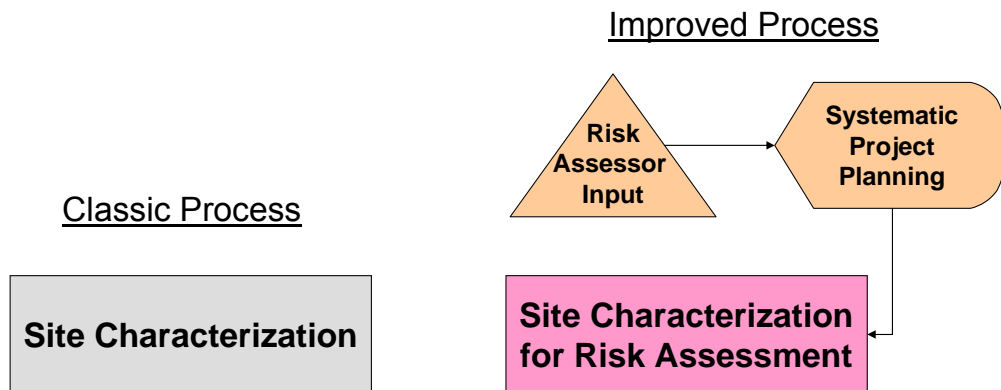 Improved Process
Risk
Assessor
Input
Systematic
Project
Planning
Classic Process
Site Characterization
Site Characterization
for Risk Assessment